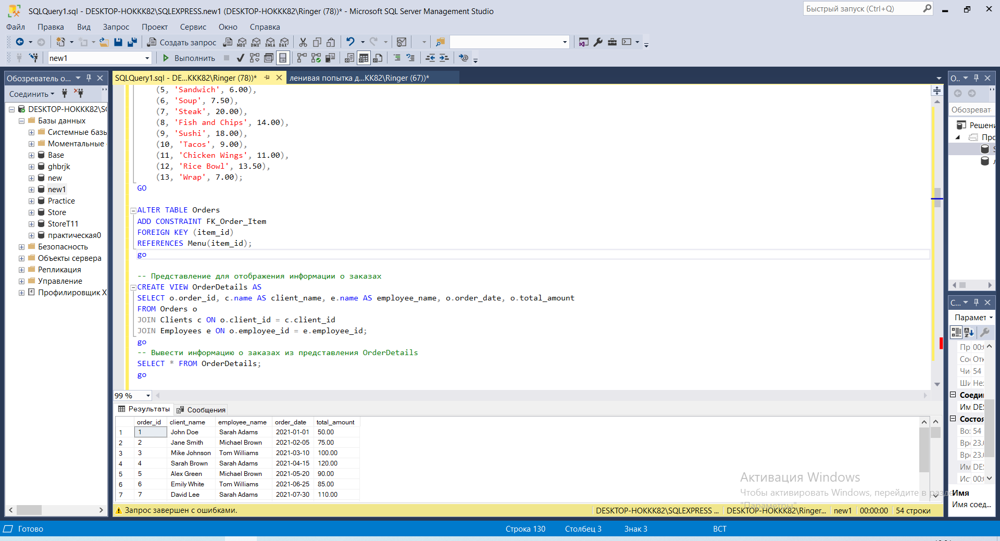 SQLQuery1.sql - DESKTOP-HOKKK82\SQLEXPRESS.new1 (DESKTOP-HOKKK82\Ringer (78))* - Microsoft SQL Server Management Studio
Быстрый запуск (Ctrl+Q)
Файл Правка Вид Запрос Проект Сервис Окно Справка
Создать запрос
MDX DMX XMLA DAX
new1
Выполнить
Обозреватель о...
SQLQuery1.sql - DE...KKK82\Ringer (78))*
ленивая попытка д...KK82\Ringer (67))*
Соединить
DESKTOP-HOKKK82\S
Базы данных
Системные базь
Моментальные
Base
ghbrjk
new
new1
Practice
Store
StoreT11
практическая0
Безопасность
Объекты сервера
Репликация
Управление
Профилировщик X
(5, 'Sandwich', 6.00),
(6, 'Soup', 7.50),
(7, 'Steak', 20.00),
(8, 'Fish and Chips', 14.00),
(9, 'Sushi', 18.00),
(10, 'Tacos', 9.00),
(11, 'Chicken Wings', 11.00),
(12, 'Rice Bowl', 13.50),
(13, 'Wrap', 7.00);
GO
ALTER TABLE Orders
ADD CONSTRAINT FK_Order_Item
FOREIGN KEY (item_id)
REFERENCES Menu(item_id);
go
-- Представление для отображения информации о заказах
CREATE VIEW OrderDetails AS
SELECT o.order_id, c.name AS client_name, e.name AS employee_name, o.order_date, o.total_amount
FROM Orders o
JOIN Clients c ON o.client_id = c.client_id
JOIN Employees e ON o.employee_id = e.employee_id;
go
-- Вывести информацию о заказах из представления OrderDetails
SELECT * FROM OrderDetails;
go
99 %
Результаты Сообщения
order_id client_name employee_name order_date total_amount
1 1 John Doe Sarah Adams 2021-01-01 50.00
2 2 Jane Smith Michael Brown 2021-02-05 75.00
3 3 Mike Johnson Tom Williams 2021-03-10 100.00
4 4 Sarah Brown Sarah Adams 2021-04-15 120.00
5 5 Alex Green Michael Brown 2021-05-20 90.00
6 6 Emily White Tom Williams 2021-06-25 85.00
7 7 David Lee Sarah Adams 2021-07-30 110.00
Запрос завершен с ошибками.
DESKTOP-HOKKK82\SQLEXPRESS ... DESKTOP-HOKKK82\Ringer... new1 00:00:00 54 строки
О..
Обозреват
Решени
Про
С...
Парамет
Пр 00:
Сос Отк
Чи 54
Ши Не:
Соеди
Им DE
Состоя
Во: 54
Вре 23.
Вре 23.
Им DE
Ис 00:
Имя
Имя соед...
Активация Windows
Чтобы активировать Windows, перейдите в раздел
"Параметры".
Готово
Строка 130 Столбец 3 Знак 3 ВСТ